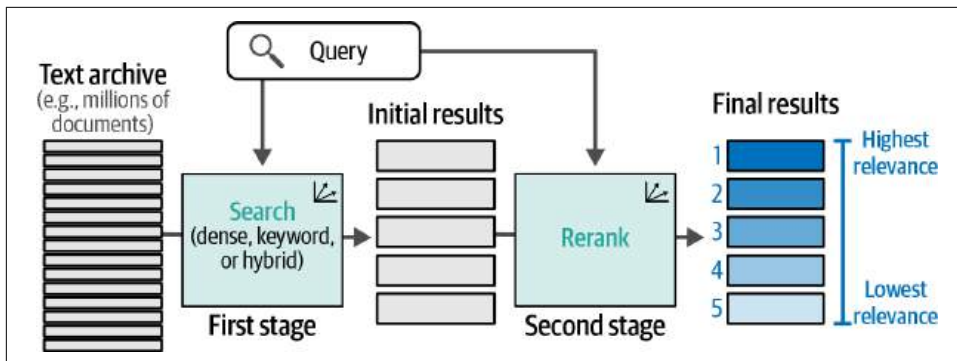 Query
Text archive
(e.g., millions of
documents)
Initial results
Final results
Search
(dense, keyword,
or hybrid)
First stage
Rerank
Second stage
1
2
3
4
5
Highest
relevance
Lowest
relevance